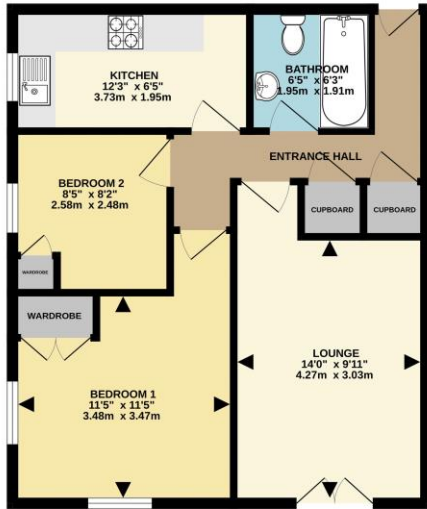 KITCHEN
12'3" x 6'5"
3.73m x 1.95m
BATHROOM
6'5" x 6'3"
1.95m x 1.91m
ENTRANCE HALL
BEDROOM 2
8'5" x 8'2"
2.58m x 2.48m
CUPBOARD
CUPBOARD
WARDROBE
WARDROBE
LOUNGE
14'0" x 9'11"
4.27m x 3.03m
BEDROOM 1
11'5" x 11'5"
3.48m x 3.47m